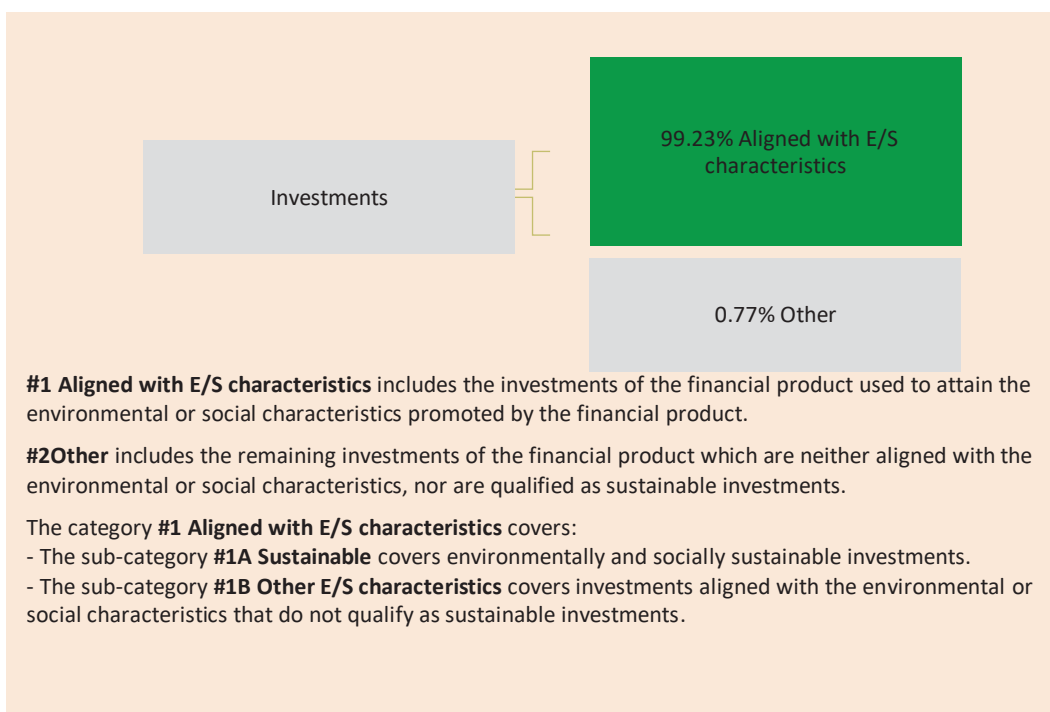 99.23% Aligned with E/S
characteristics
Investments
0.77% Other
#1 Aligned with E/S characteristics includes the investments of the financial product used to attain the
environmental or social characteristics promoted by the financial product.
#2Other includes the remaining investments of the financial product which are neither aligned with the
environmental or social characteristics, nor are qualified as sustainable investments.
The category #1 Aligned with E/S characteristics covers:
- The sub-category #1A Sustainable covers environmentally and socially sustainable investments.
- The sub-category #1B Other E/S characteristics covers investments aligned with the environmental or
social characteristics that do not qualify as sustainable investments.